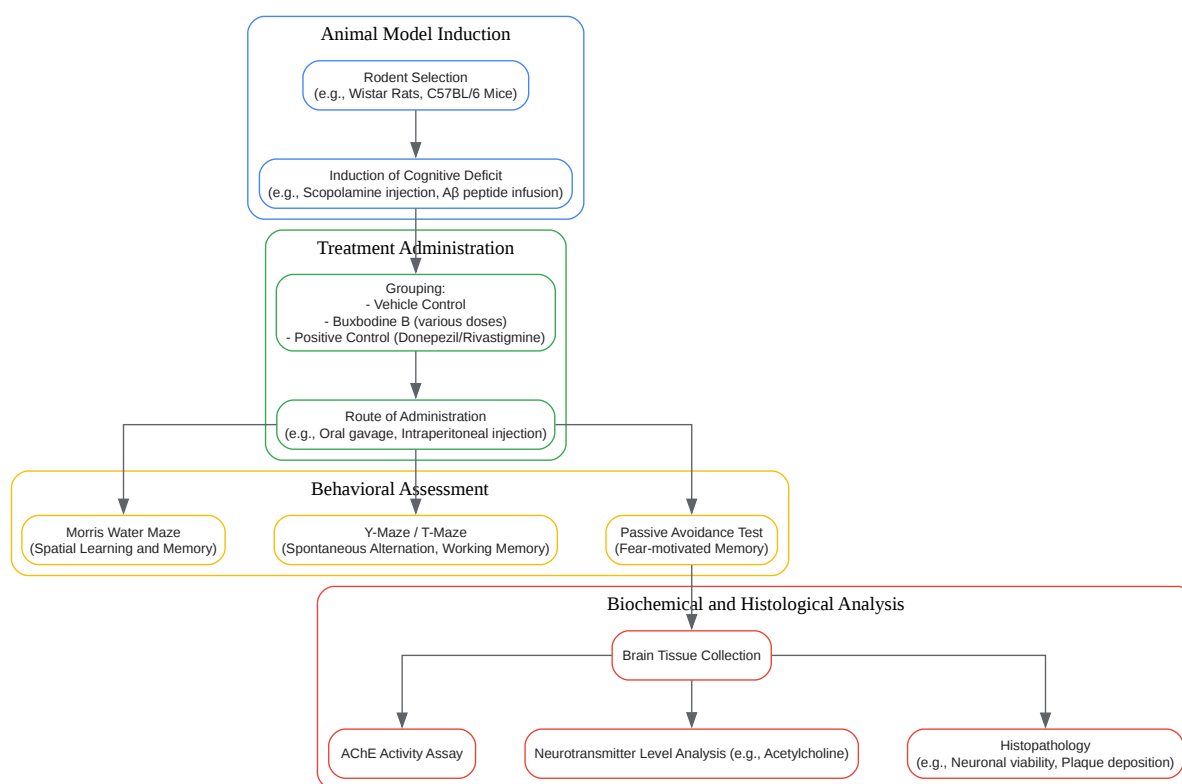 Animal Model Induction
Rodent Selection
(e.g., Wistar Rats, C57BL/6 Mice)
Induction of Cognitive Deficit
(e.g., Scopolamine injection, Aβ peptide infusion)
Treatment Administration
Grouping:
- Vehicle Control
- Buxbodine B (various doses)
- Positive Control (Donepezil/Rivastigmine)
Route of Administration
(e.g., Oral gavage, Intraperitoneal injection)
Behavioral Assessment
Morris Water Maze
(Spatial Learning and Memory)
Y-Maze / T-Maze
(Spontaneous Alternation, Working Memory)
Passive Avoidance Test
(Fear-motivated Memory)
Biochemical and Histological Analysis
Brain Tissue Collection
AChE Activity Assay
Neurotransmitter Level Analysis (e.g., Acetylcholine)
Histopathology
(e.g., Neuronal viability, Plaque deposition)